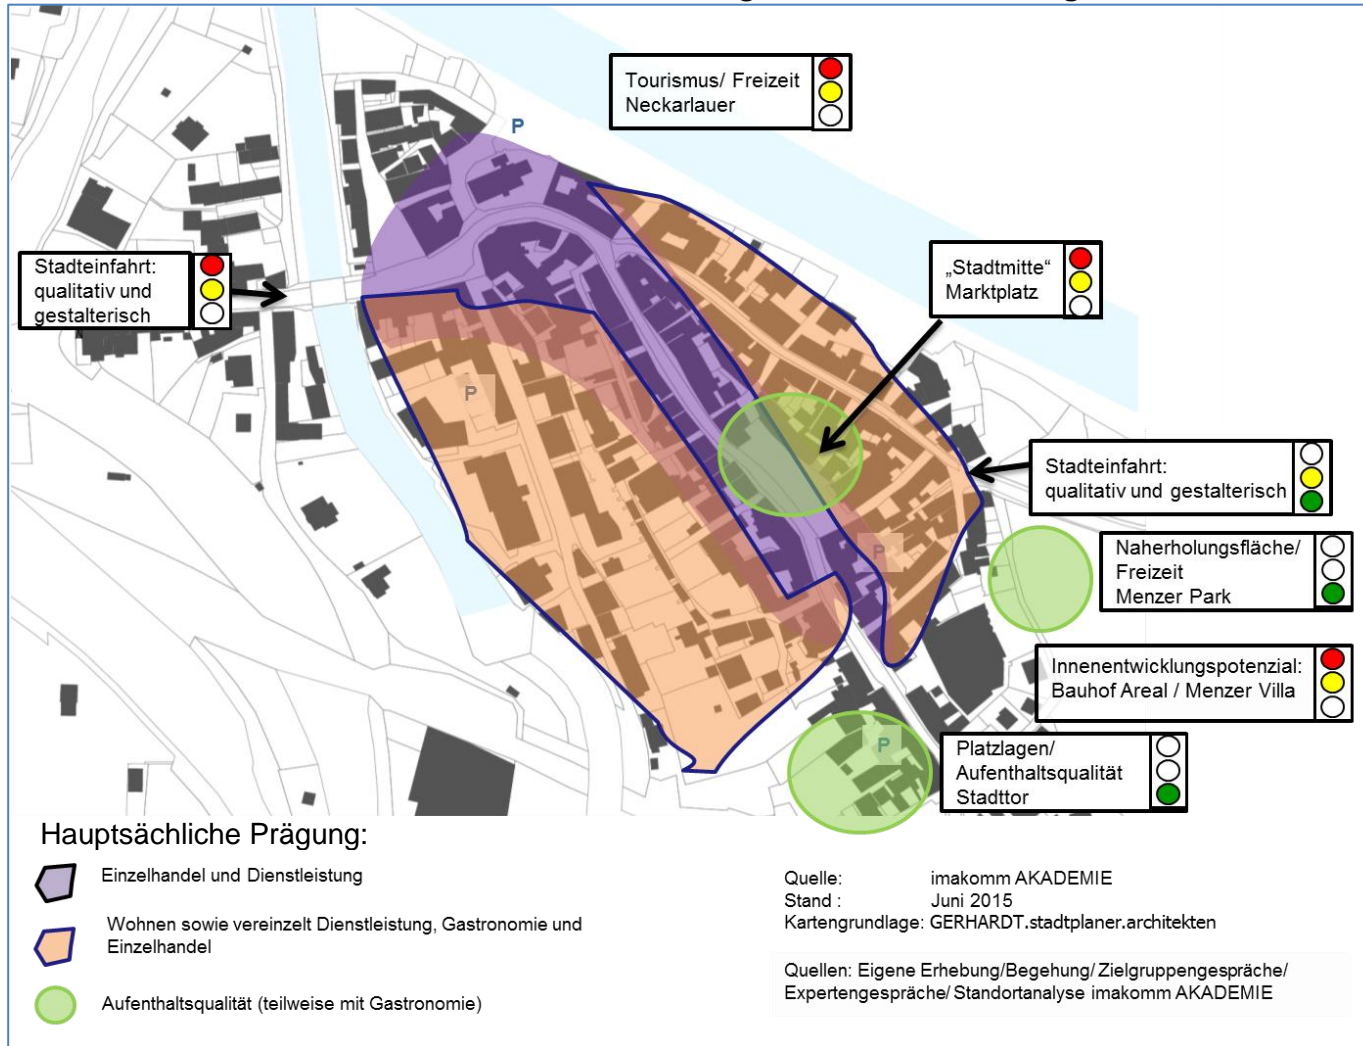 Tourismus/ Freizeit
Neckarlauer
P
Stadteinfahrt:
qualitativ und
gestalterisch
„Stadtmitte“
Marktplatz
P
Stadteinfahrt:
qualitativ und gestalterisch
P
Naherholungsfläche/
Freizeit
Menzer Park
Innenentwicklungspotenzial:
Bauhof Areal / Menzer Villa
P
Platzlagen/
Aufenthaltsqualität
Stadttor
Hauptsächliche Prägung:
Einzelhandel und Dienstleistung
Wohnen sowie vereinzelt Dienstleistung, Gastronomie und
Einzelhandel
Aufenthaltsqualität (teilweise mit Gastronomie)
Quelle: imakomm AKADEMIE
Stand : Juni 2015
Kartengrundlage: GERHARDT.stadtplaner.architekten
Quellen: Eigene Erhebung/Begehung/ Zielgruppengespräche/
Expertengespräche/ Standortanalyse imakomm AKADEMIE